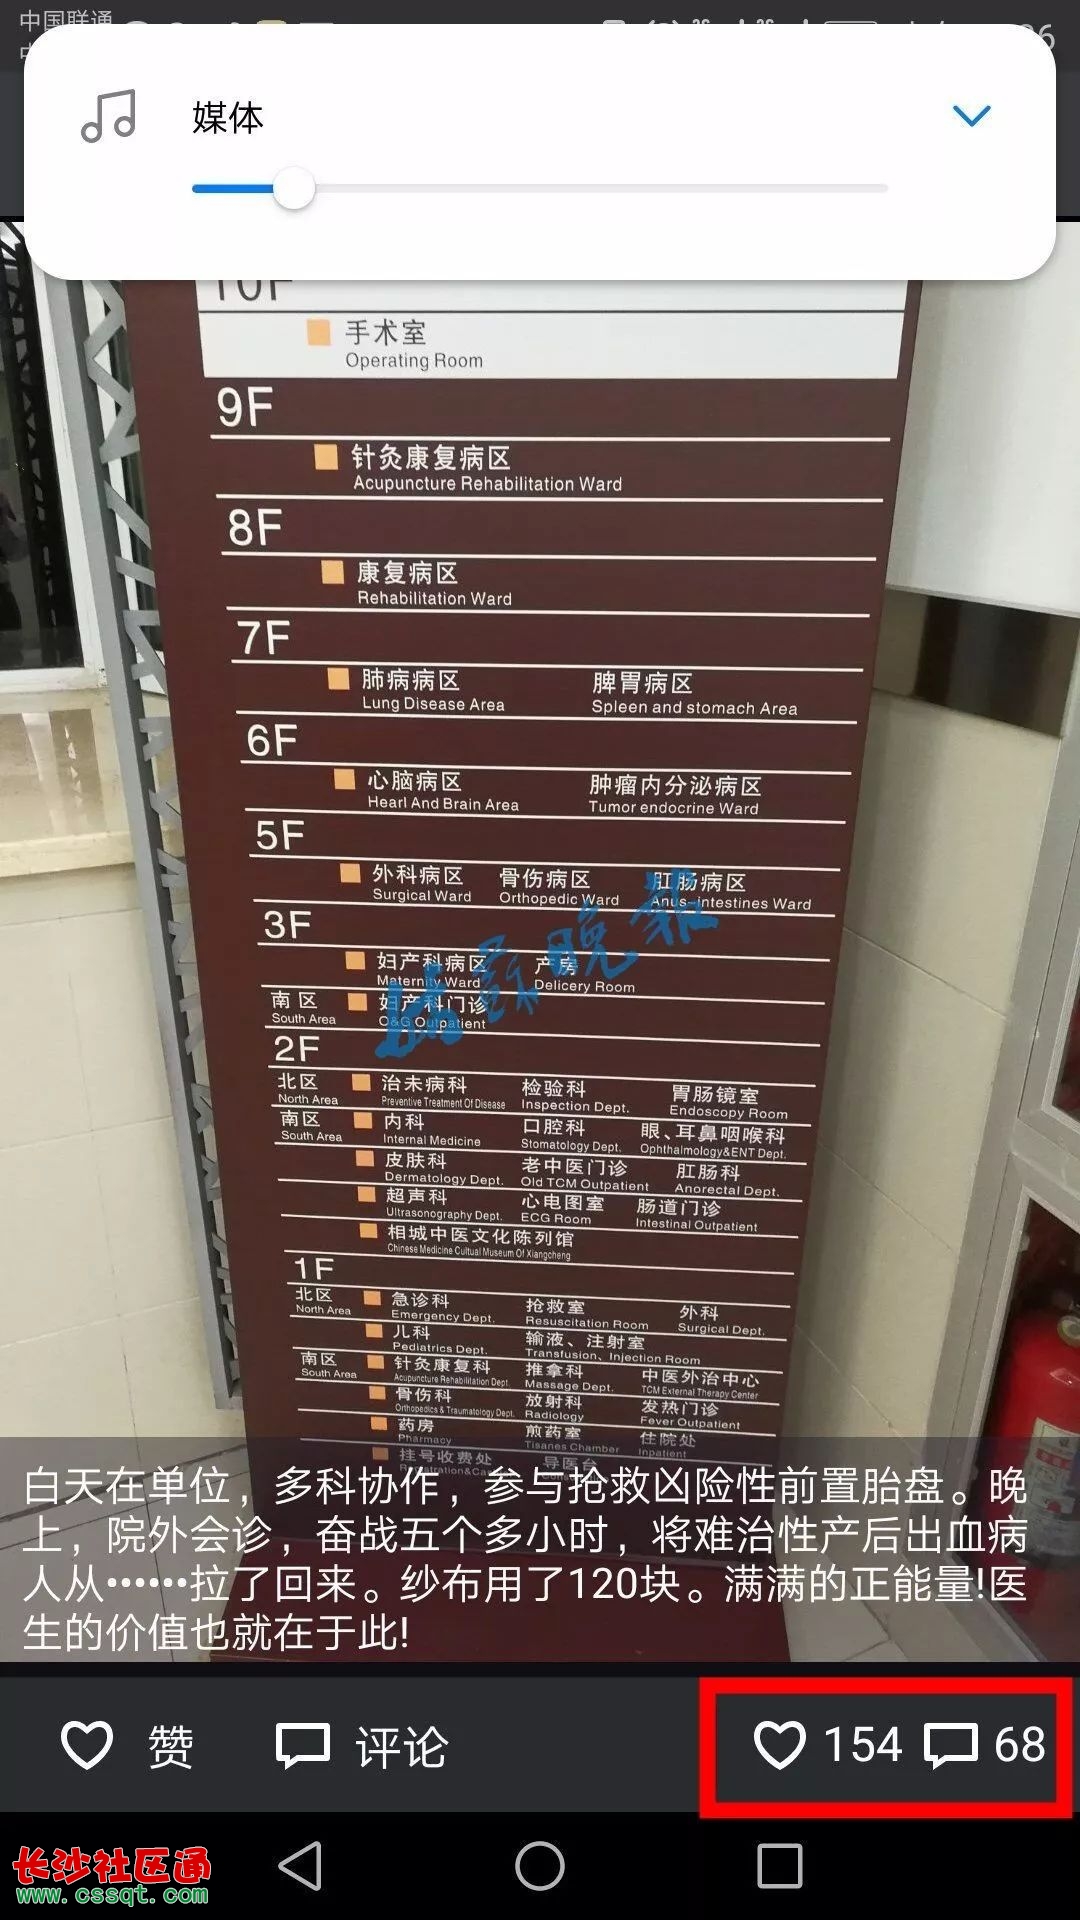 中国联通
媒体
10F
手术室
Operating Room
9F
针灸康复病区
Acupuncture Rehabilitation Ward
8F
康复病区
Rehabilitation Ward
7F
肺病病区 脾胃病区
Lung Disease Area Spleen and stomach Area
6F
心脑病区 肿瘤内分泌病区
Hearl And Brain Area Tumor endocrine Ward
5F
外科病区 骨伤病区 肛肠病区
Surgical Ward Orthopedic Ward Anus-intestines Ward
姑苏晚报
3F
妇产科病区 产房
Maternity Ward Delicery Room
南区 妇产科门诊
South Area O&G Outpatient
2F
北区 治未病科 检验科 胃肠镜室
North Area Preventive Treatment Of Disease Inspection Dept. Endoscopy Room
南区 内科 口腔科 眼、耳鼻咽喉科
South Area Internal Medicine Stomatology Dept. Ophthalmology&ENT Dept.
皮肤科 老中医门诊 肛肠科
Dermatology Dept. Old TCM Outpatient Anorectal Dept.
超声科 心电图室 肠道门诊
Ultrasonography Dept. ECG Room Intestinal Outpatient
相城中医文化陈列馆
Chinese Medicine Cultual Museum Of Xiangcheng
1F
北区 急诊科 抢救室 外科
North Area Emergency Dept. Resuscitation Room Surgical Dept.
儿科 输液、注射室
Pediatrics Dept. Transfusion、Injection Room
南区 针灸康复科 推拿科 中医外治中心
South Area Acupuncture Rehabilitation Dept. Massage Dept. TCM External Therapy Center
骨伤科 放射科 发热门诊
Orthopedics & Traumatology Dept. Radiology Fever Outpatient
药房 煎药室 住院处
Pharmacy Tisanes Chamber Inpatient
挂号收费处 导医台
白天在单位，多科协作，参与抢救凶险性前置胎盘。晚
上，院外会诊，奋战五个多小时，将难治性产后出血病
人从······拉了回来。纱布用了120块。满满的正能量!医
生的价值也就在于此!
赞 评论 154 68
长沙社区通
www.cssqt.com